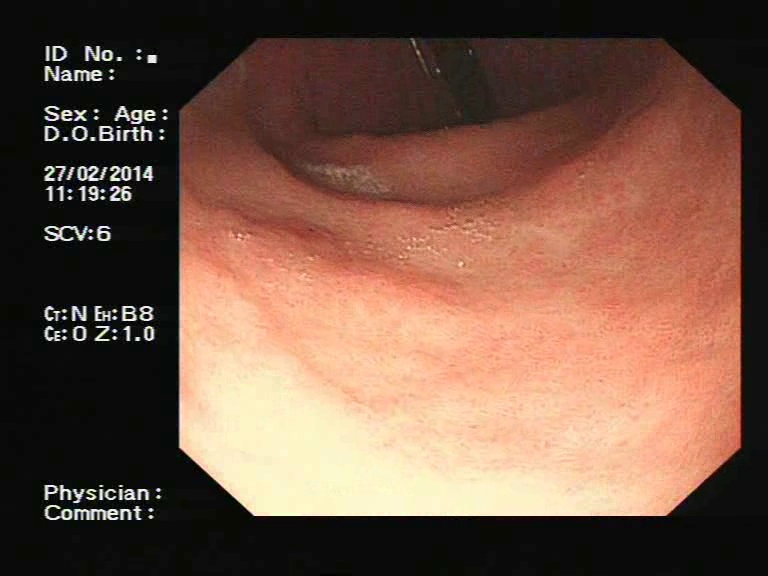 ID No. :
Name:
Sex: Age:
D.O.Birth:
27/02/2014
11:19:26
SCV:6
CT:N EH:B8
CE:0 Z:1.0
Physician:
Comment: